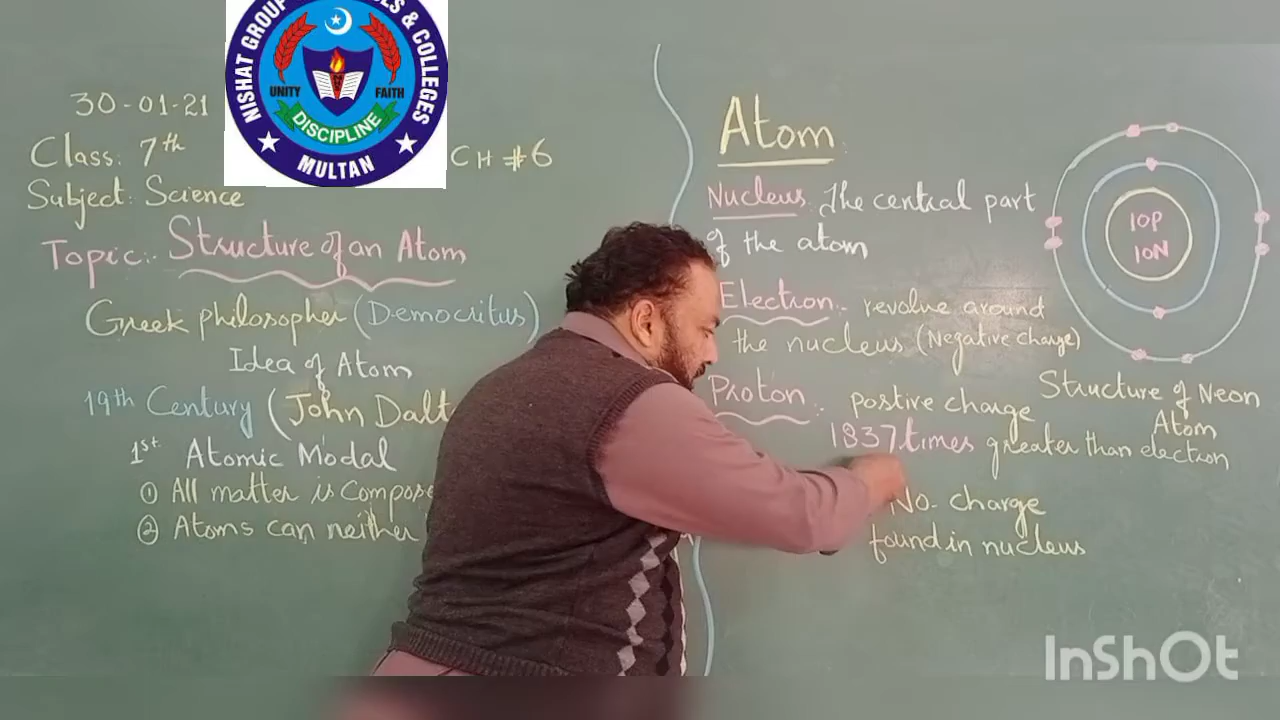 NISHAT GROUP & COLLEGES
UNITY FAITH
DISCIPLINE
MULTAN
30-01-21
Class: 7th
CH #6
Subject: Science
Topic:. Structure of an Atom
Greek philosopher (Democritus)
Idea of Atom
19th Century (John Dalt
1st Atomic Modal
① All matter is Compose
② Atoms can neither
Atom
Nucleus: The central part
of the atom
Electron:. revolve around
the nucleus (Negative charge)
Proton:. postive charge
1837 times greater than electron
No. charge
found in nucleus
10P
10N
Structure of Neon
Atom
InShOt